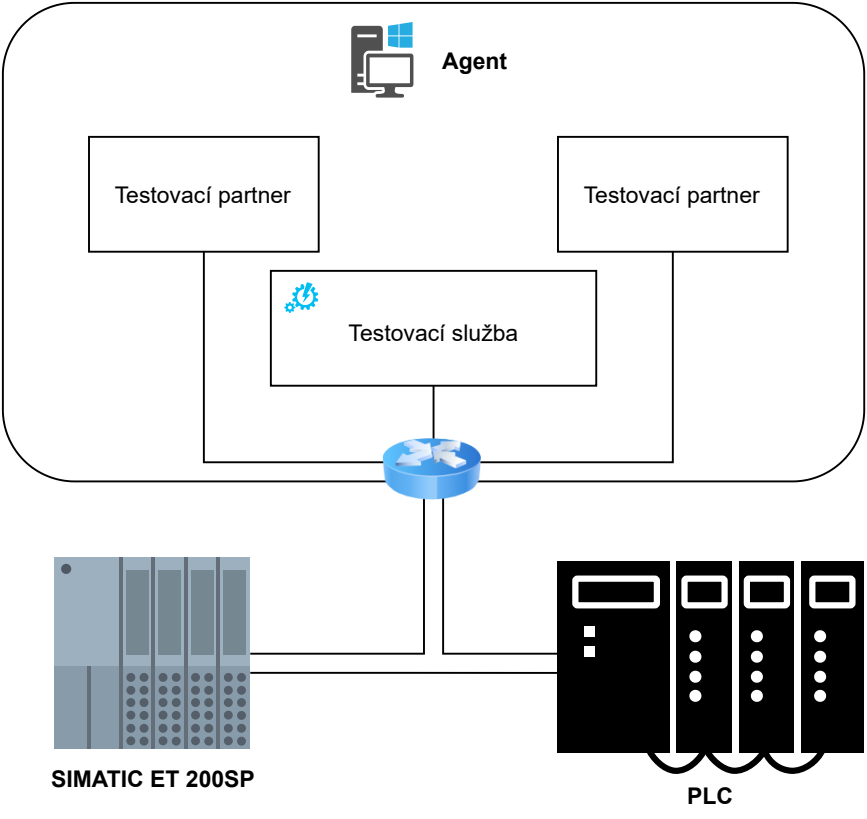 Agent
Testovací partner
Testovací partner
Testovací služba
SIMATIC ET 200SP
PLC